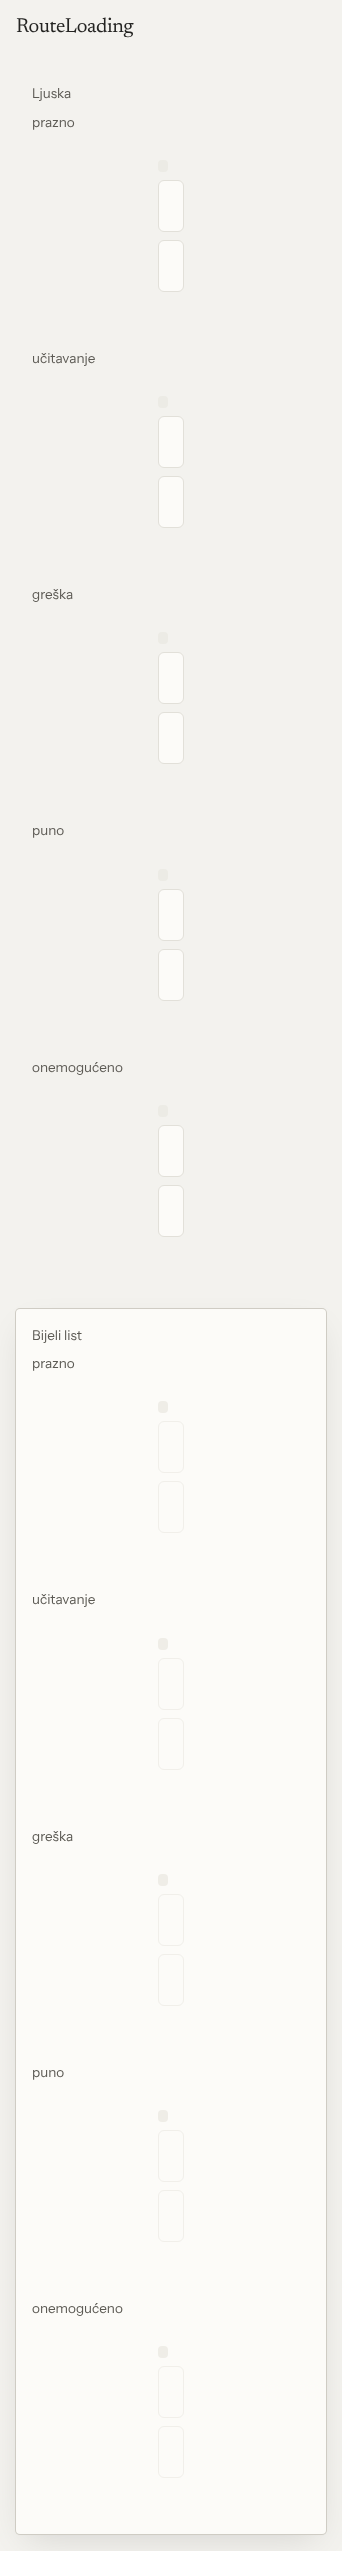 RouteLoading
Ljuska
prazno
učitavanje
greška
puno
onemogućeno
Bijeli list
prazno
učitavanje
greška
puno
onemogućeno